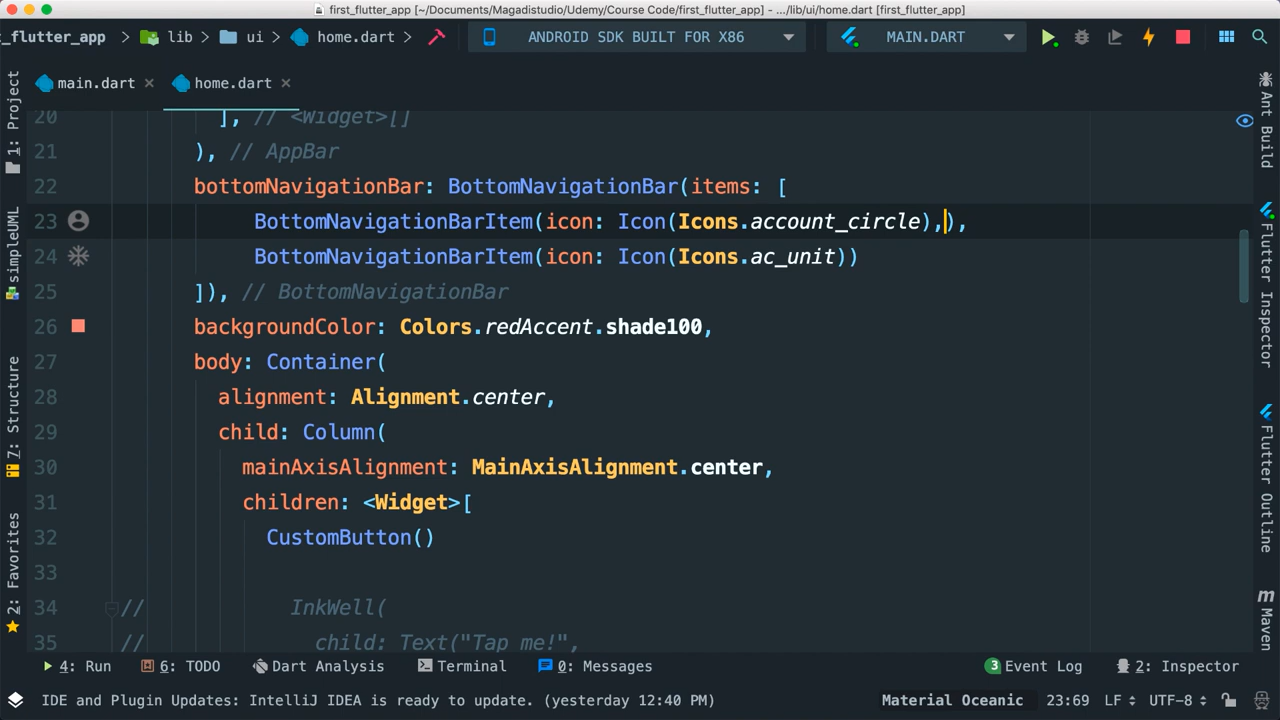 first_flutter_app [~/Documents/Magadistudio/Udemy/Course Code/first_flutter_app] – .../lib/ui/home.dart [first_flutter_app]
t_flutter_app lib ui home.dart ANDROID SDK BUILT FOR X86 MAIN.DART
main.dart home.dart
20 ], // <Widget>[]
21 ), // AppBar
22 bottomNavigationBar: BottomNavigationBar(items: [
23 BottomNavigationBarItem(icon: Icon(Icons.account_circle),),
24 BottomNavigationBarItem(icon: Icon(Icons.ac_unit))
25 ]), // BottomNavigationBar
26 backgroundColor: Colors.redAccent.shade100,
27 body: Container(
28 alignment: Alignment.center,
29 child: Column(
30 mainAxisAlignment: MainAxisAlignment.center,
31 children: <Widget>[
32 CustomButton()
33
34 // InkWell(
35 // child: Text("Tap me!",
1: Project
simpleUML
7: Structure
2: Favorites
Ant Build
Flutter Inspector
Flutter Outline
m Maven
4: Run 6: TODO Dart Analysis Terminal 0: Messages 3 Event Log 2: Inspector
IDE and Plugin Updates: IntelliJ IDEA is ready to update. (yesterday 12:40 PM) Material Oceanic 23:69 LF UTF-8